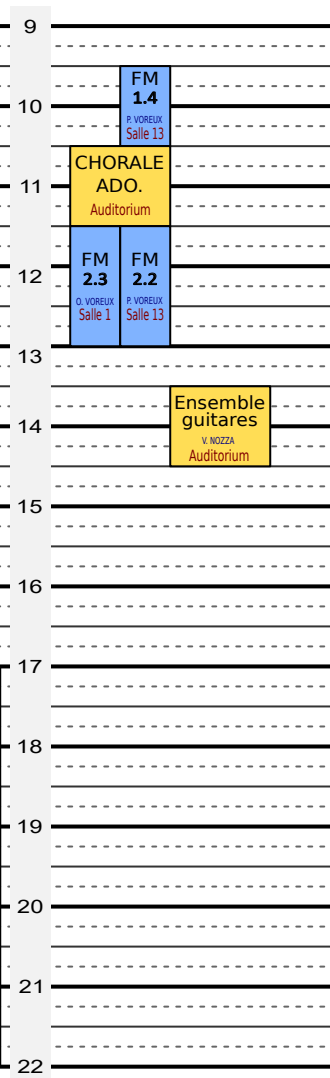 9
FM
1.4
P. VOREUX
Salle 13
10
CHORALE
ADO.
Auditorium
11
FM
2.3
O. VOREUX
Salle 1
FM
2.2
P. VOREUX
Salle 13
12
13
Ensemble
guitares
V. NOZZA
Auditorium
14
15
16
17
18
19
20
21
22